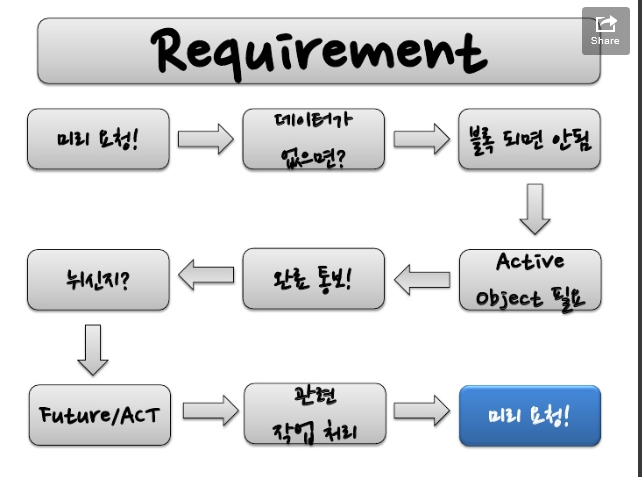 Requirement
Share
미리 요청!
데이터가
없으면?
블록 되면 안됨
Active
Object 필요
완료 통보!
뉘신지?
Future/ACT
관련
작업 처리
미리 요청!